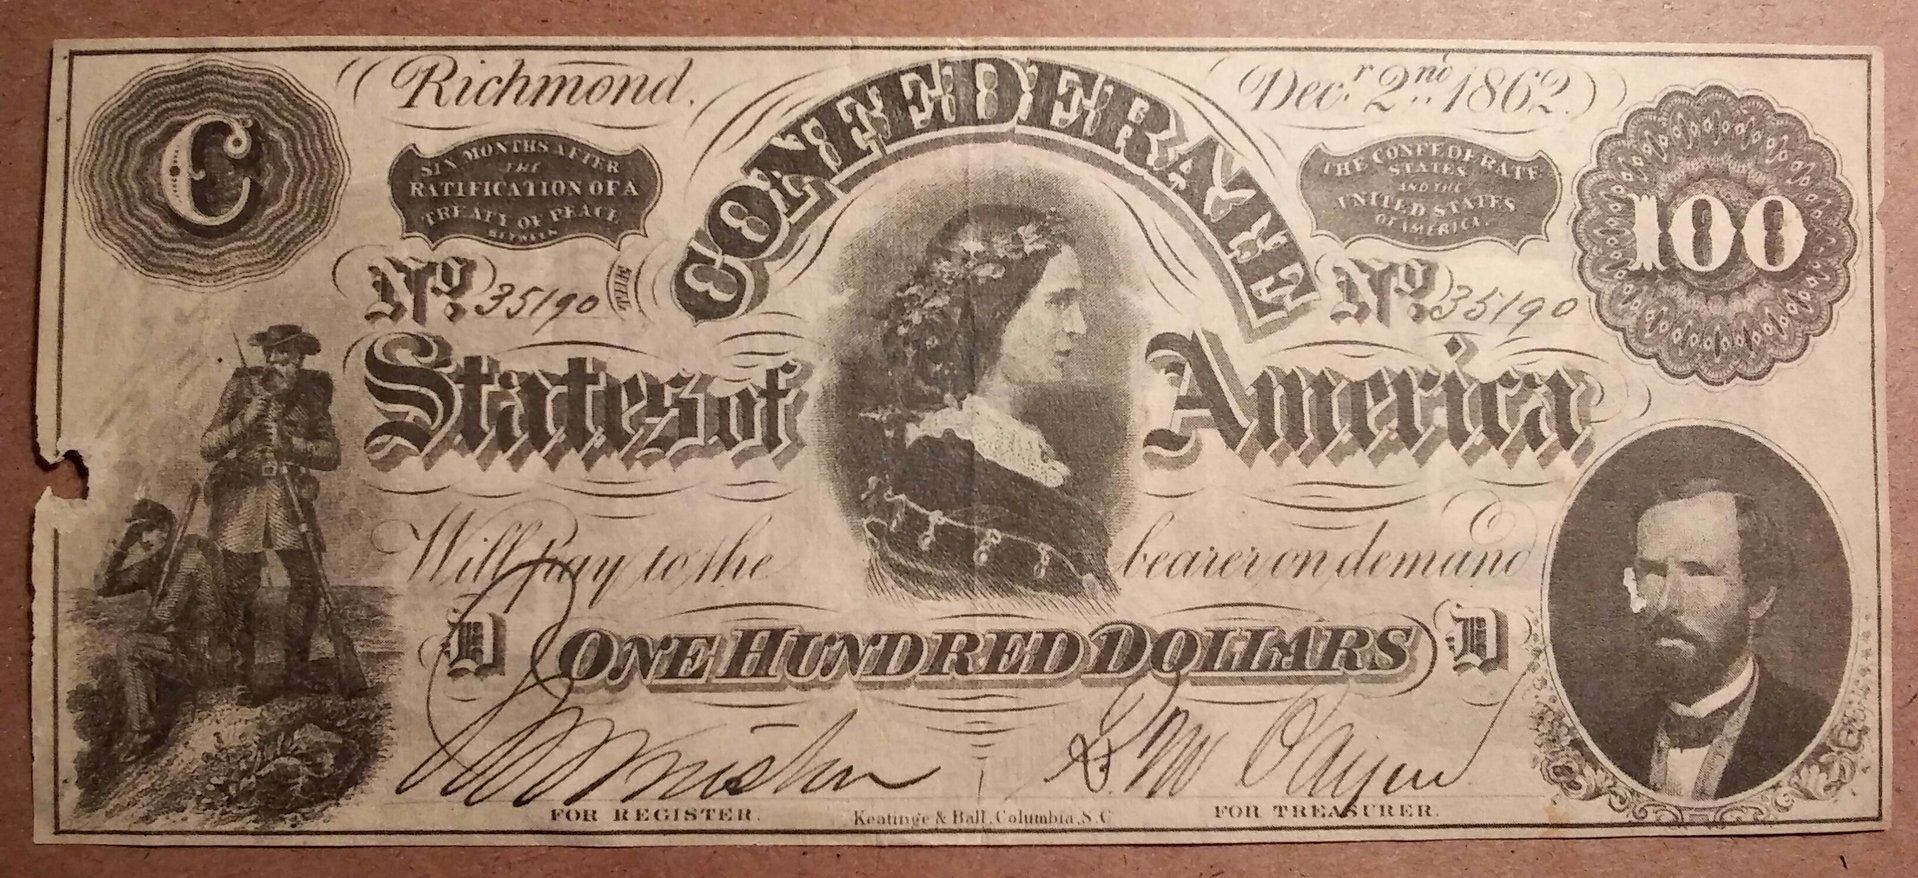 C
Richmond.
Decr. 2nd. 1862.
100
SIX MONTHS AFTER
THE
RATIFICATION OF A
TREATY OF PEACE
BETWEEN
THE CONFEDERATE
STATES
AND THE
UNITED STATES
OF AMERICA.
No. 35190
THE
CONFEDERATE
No. 35190
States of America
Will Pay to the bearer on demand
D ONE HUNDRED DOLLARS D
FOR REGISTER.
Keatinge & Ball, Columbia, S.C
FOR TREASURER.